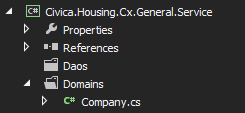 C# Civica.Housing.Cx.General.Service
Properties
References
Daos
Domains
C# Company.cs